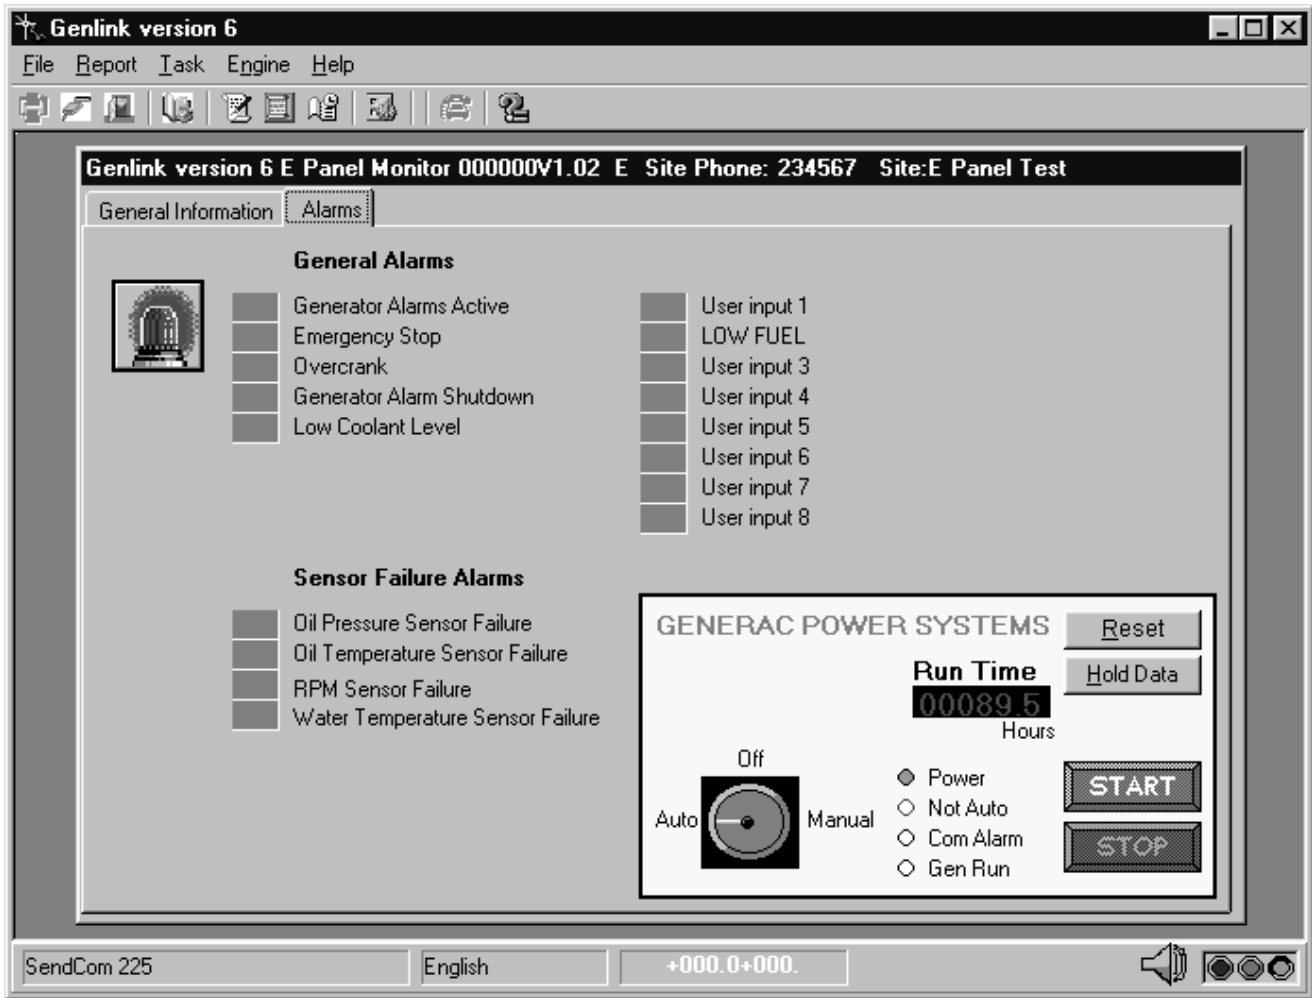 Genlink version 6
File Report Task Engine Help
Genlink version 6 E Panel Monitor 000000V1.02 E Site Phone: 234567 Site:E Panel Test
General Information Alarms
General Alarms
Generator Alarms Active
Emergency Stop
Overcrank
Generator Alarm Shutdown
Low Coolant Level
User input 1
LOW FUEL
User input 3
User input 4
User input 5
User input 6
User input 7
User input 8
Sensor Failure Alarms
Oil Pressure Sensor Failure
Oil Temperature Sensor Failure
RPM Sensor Failure
Water Temperature Sensor Failure
GENERAC POWER SYSTEMS
Reset
Run Time
Hold Data
00089.5
Hours
Off
Auto
Manual
Power
Not Auto
Com Alarm
Gen Run
START
STOP
SendCom 225 English +000.0+000.